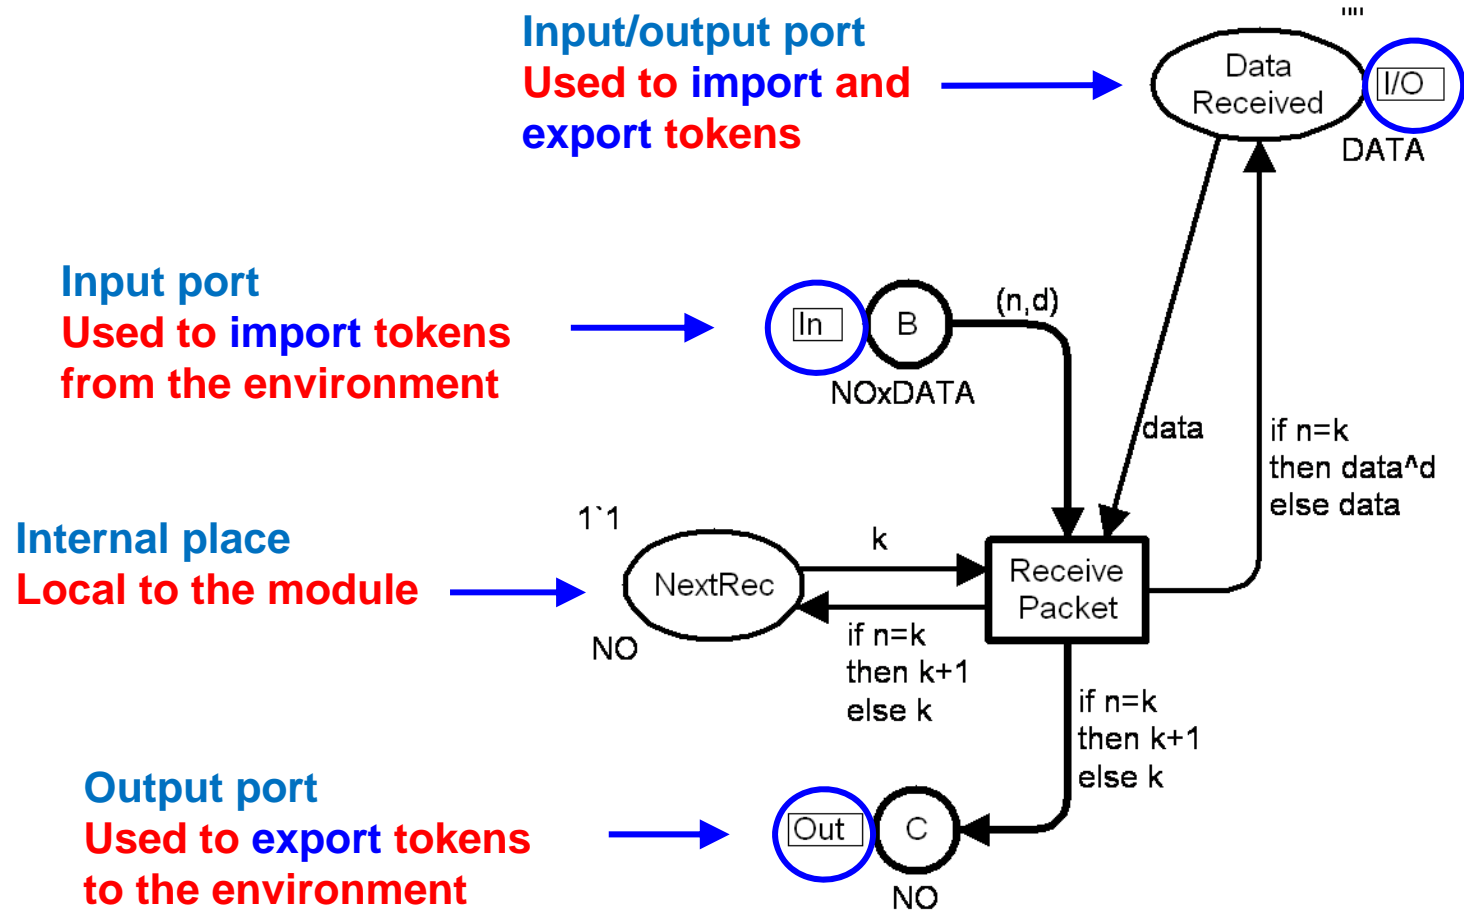 Input/output port
Used to import and
export tokens
""
Data
Received
I/O
DATA
Input port
Used to import tokens
from the environment
In
B
(n,d)
NOxDATA
data
if n=k
then data^d
else data
Internal place
Local to the module
1`1
NextRec
NO
k
Receive
Packet
if n=k
then k+1
else k
if n=k
then k+1
else k
Output port
Used to export tokens
to the environment
Out
C
NO